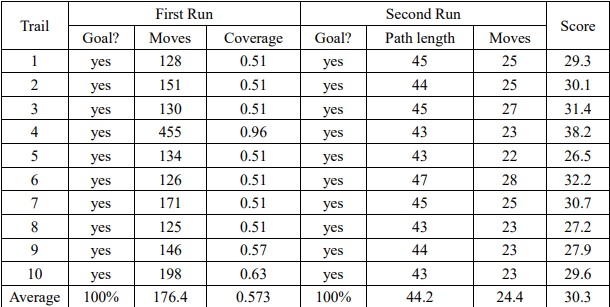 Trail First Run Second Run Score
Goal? Moves Coverage Goal? Path length Moves
1 yes 128 0.51 yes 45 25 29.3
2 yes 151 0.51 yes 44 25 30.1
3 yes 130 0.51 yes 45 27 31.4
4 yes 455 0.96 yes 43 23 38.2
5 yes 134 0.51 yes 43 22 26.5
6 yes 126 0.51 yes 47 28 32.2
7 yes 171 0.51 yes 45 25 30.7
8 yes 125 0.51 yes 43 23 27.2
9 yes 146 0.57 yes 44 23 27.9
10 yes 198 0.63 yes 43 23 29.6
Average 100% 176.4 0.573 100% 44.2 24.4 30.3